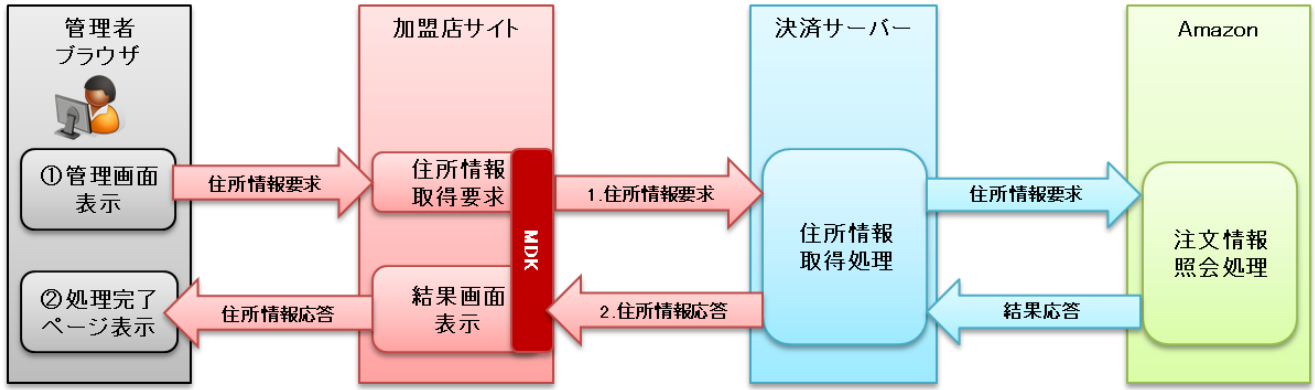 管理者
ブラウザ
加盟店サイト
決済サーバー
Amazon
①管理画面
表示
住所情報要求
住所情報
取得要求
1.住所情報要求
住所情報
取得処理
住所情報要求
注文情報
照会処理
MDK
②処理完了
ページ表示
住所情報応答
結果画面
表示
2.住所情報応答
結果応答